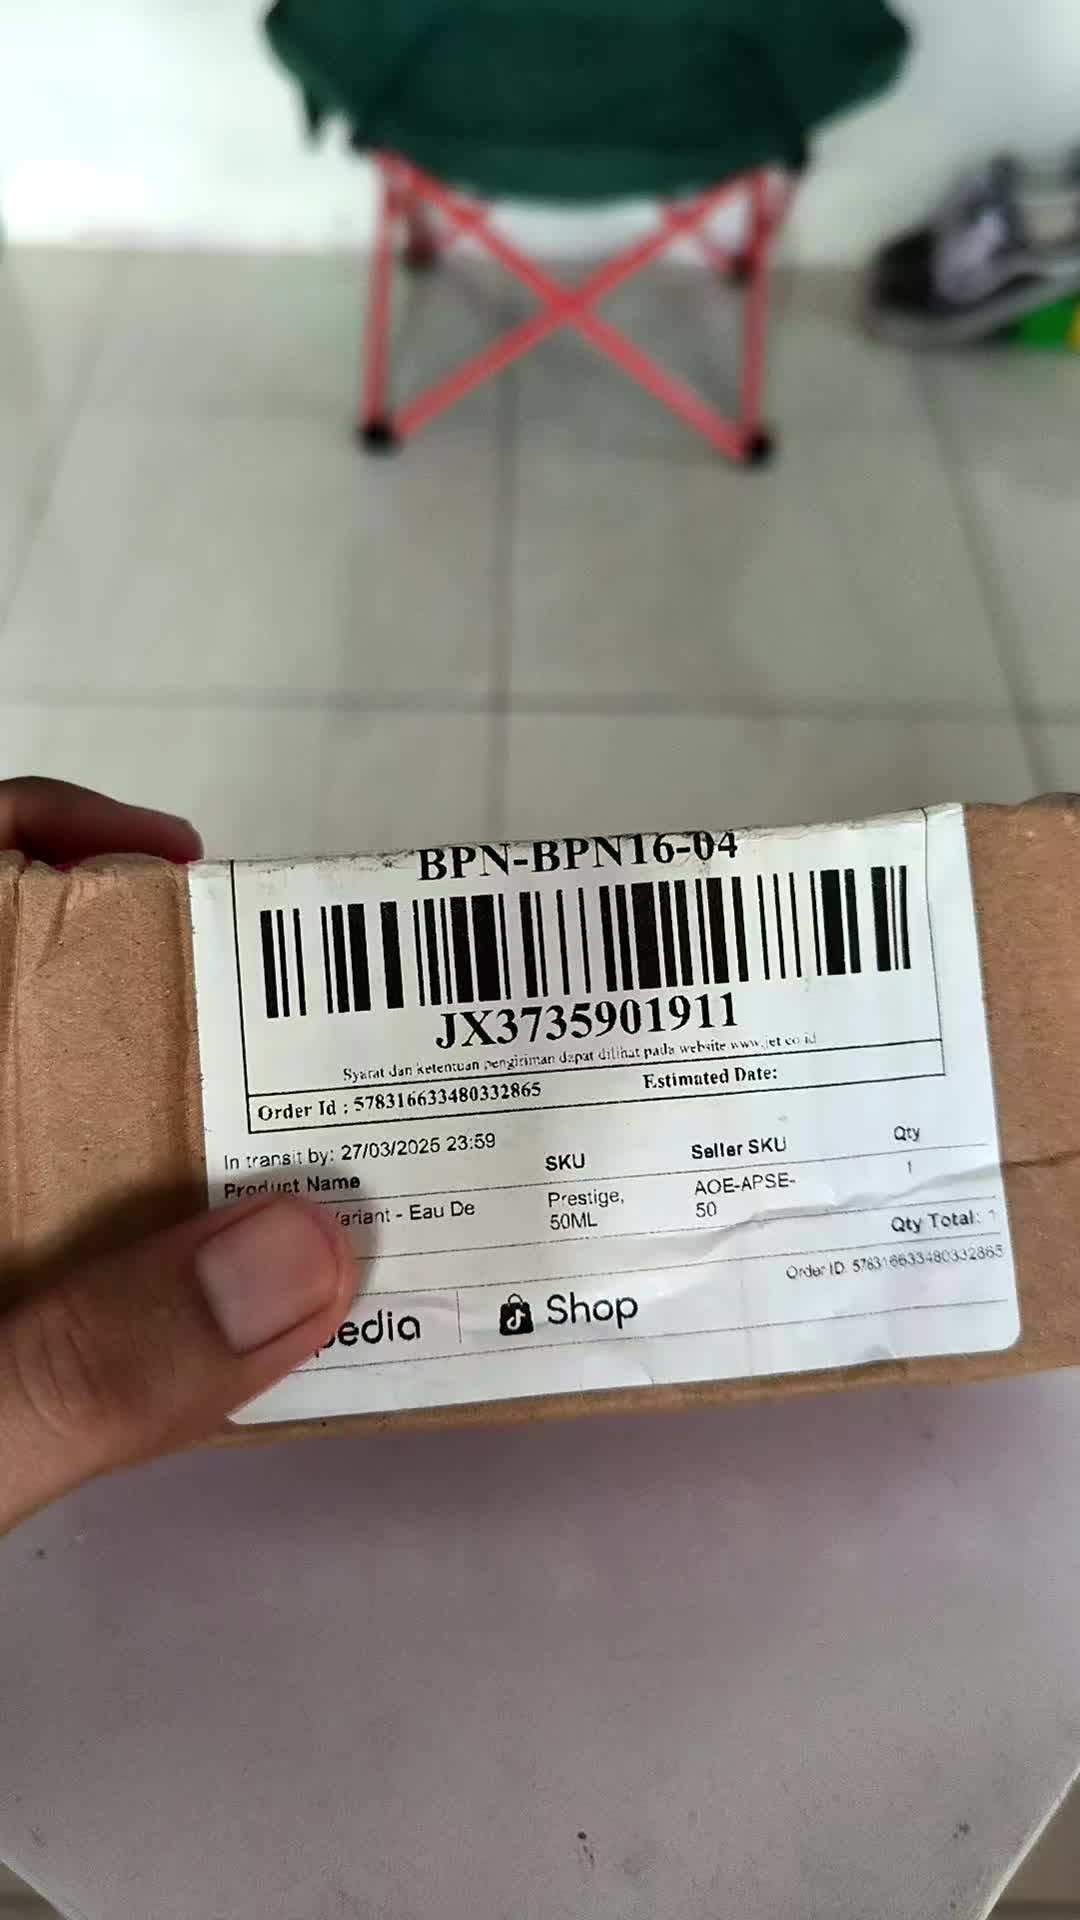 BPN-BPN16-04
JX3735901911
Syarat dan ketentuan pengiriman dapat dilihat pada website www.jet.co.id
Order Id : 578316633480332865 Estimated Date:
In transit by: 27/03/2025 23:59
Product Name SKU Seller SKU Qty
ariant - Eau De Prestige, AOE-APSE- 1
50ML 50
Qty Total: 1
Order ID: 578316633480332865
pedia Shop